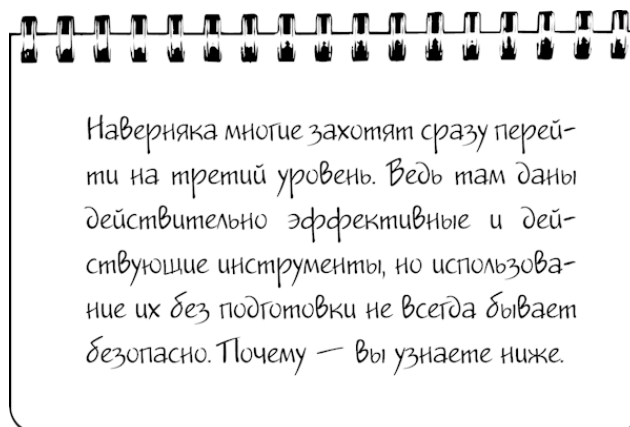 Наверняка многие захотят сразу перей-
ти на третий уровень. Ведь там даны
действительно эффективные и дей-
ствующие инструменты, но использова-
ние их без подготовки не всегда бывает
безопасно. Почему — вы узнаете ниже.